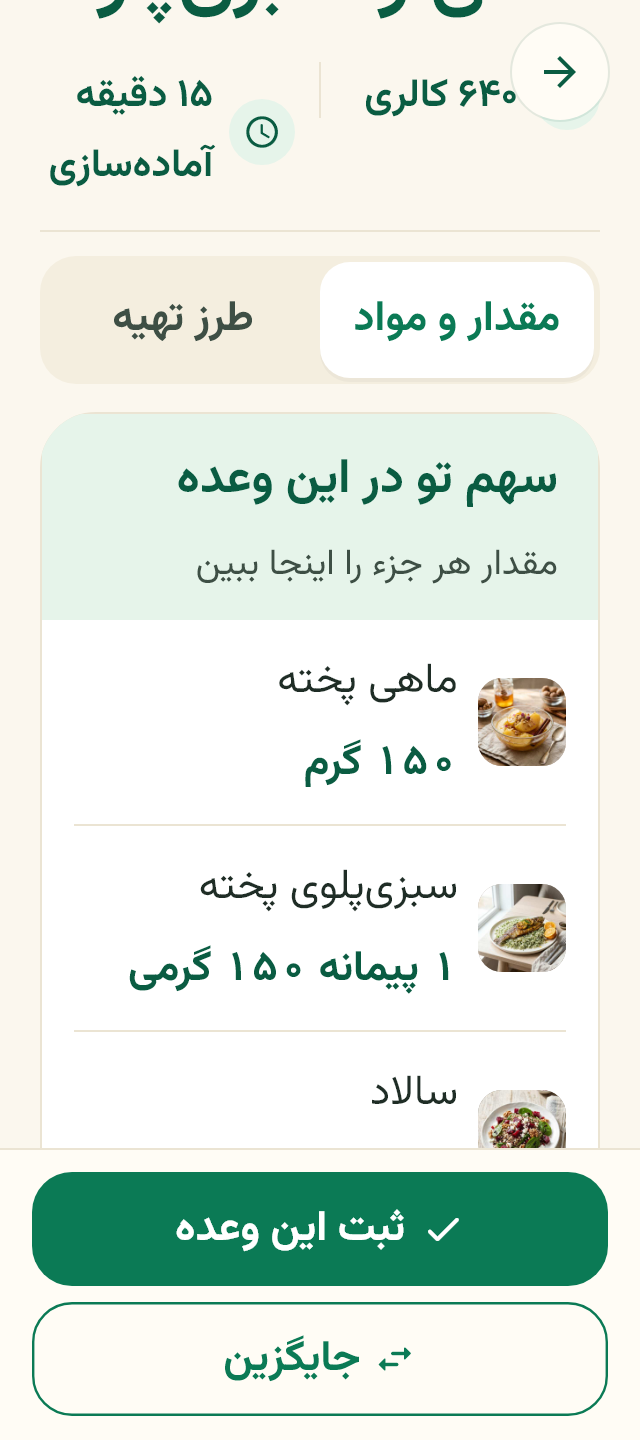 ۶۴۰ کالری
۱۵ دقیقه
آماده‌سازی
مقدار و مواد
طرز تهیه
سهم تو در این وعده
مقدار هر جزء را اینجا ببین
ماهی پخته
۱۵۰ گرم
سبزی‌پلوی پخته
۱ پیمانه ۱۵۰ گرمی
سالاد
ثبت این وعده
جایگزین